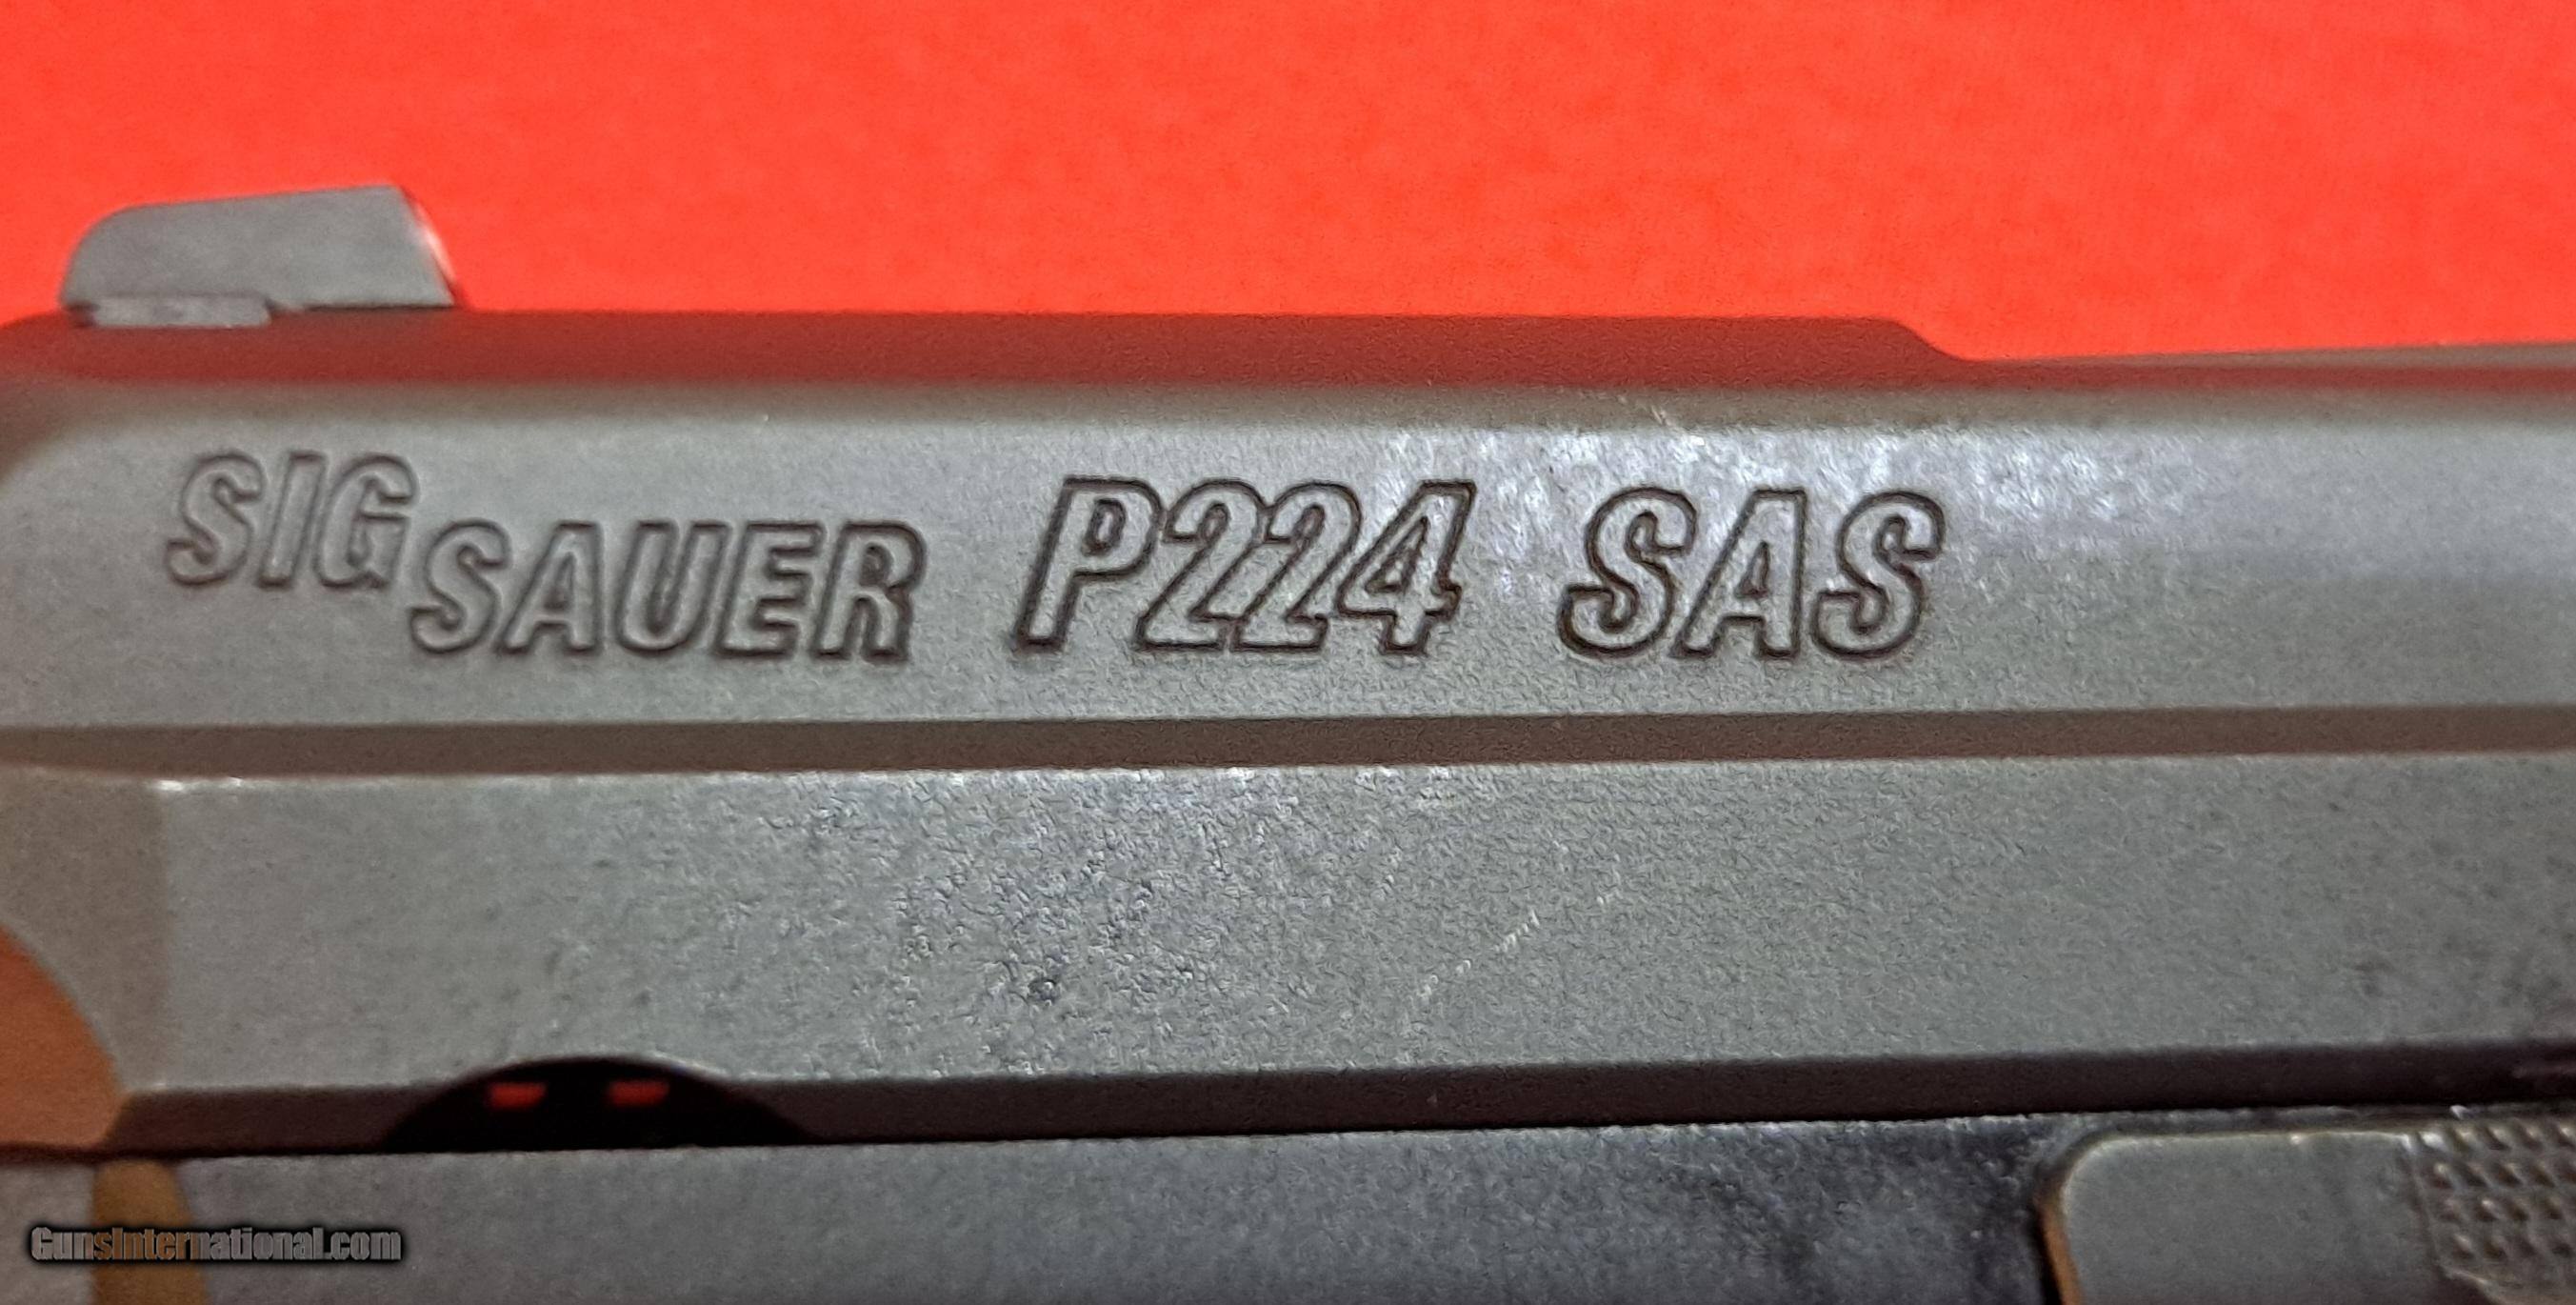 SIG SAUER P224 SAS
GunsInternational.com